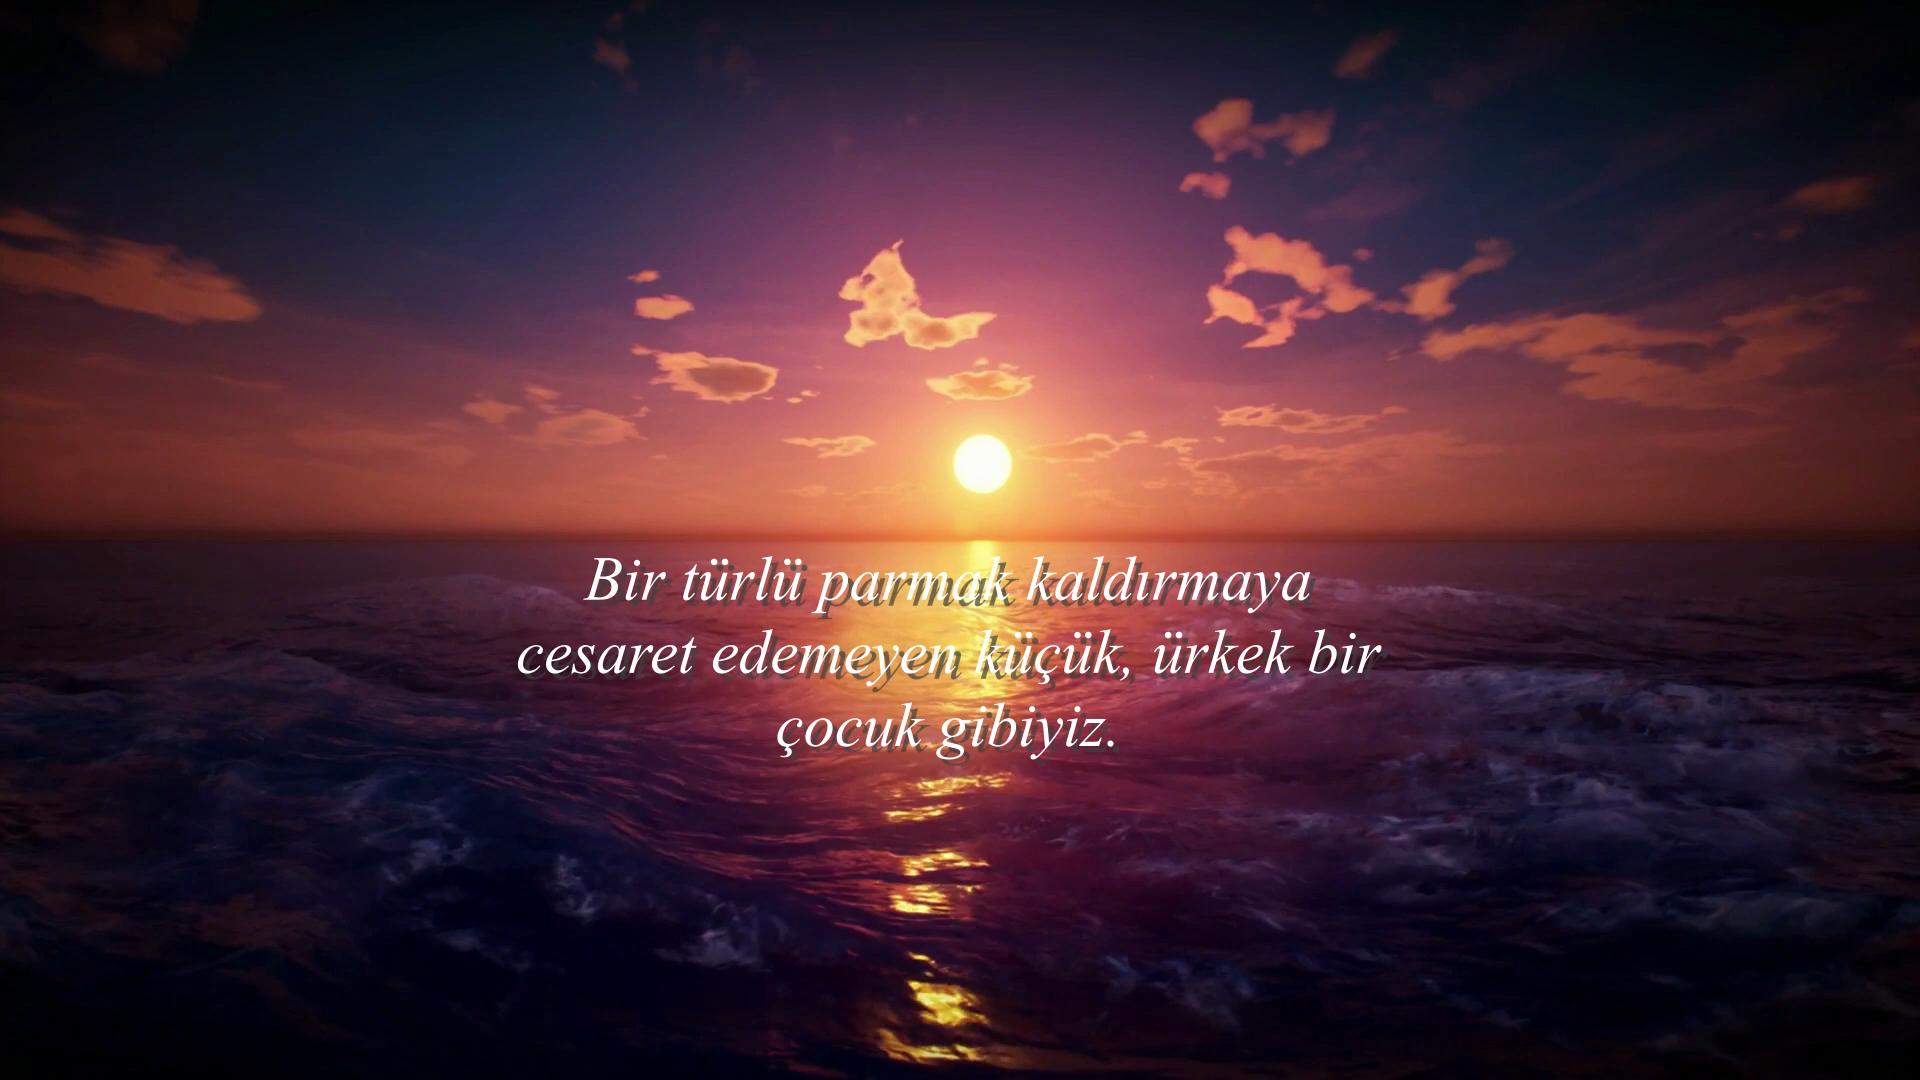 Bir türlü parmak kaldırmaya
cesaret edemeyen küçük, ürkek bir
çocuk gibiyiz.